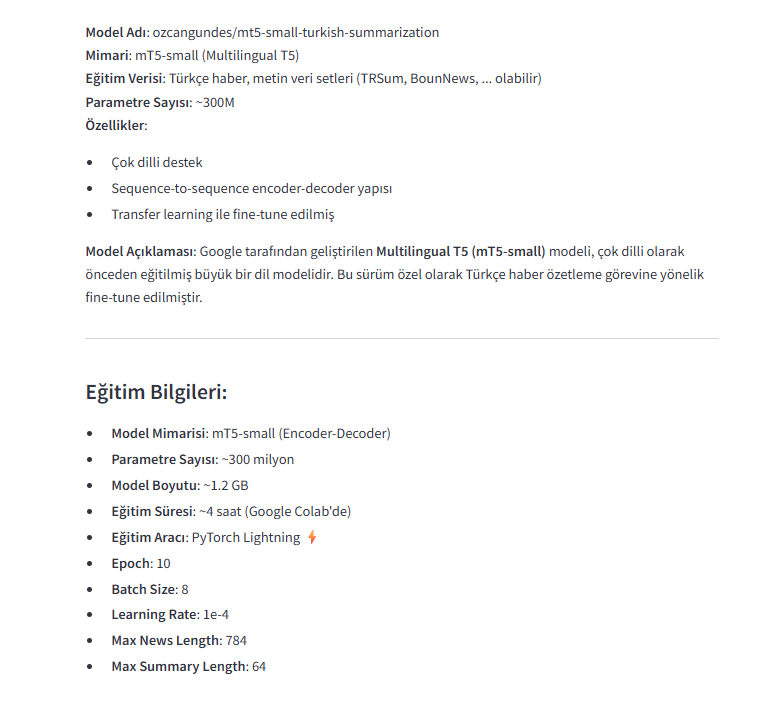 Model Adı: ozcangundes/mt5-small-turkish-summarization
Mimari: mT5-small (Multilingual T5)
Eğitim Verisi: Türkçe haber, metin veri setleri (TRSum, BounNews, ... olabilir)
Parametre Sayısı: ~300M
Özellikler:
• Çok dilli destek
• Sequence-to-sequence encoder-decoder yapısı
• Transfer learning ile fine-tune edilmiş
Model Açıklaması: Google tarafından geliştirilen Multilingual T5 (mT5-small) modeli, çok dilli olarak
önceden eğitilmiş büyük bir dil modelidir. Bu sürüm özel olarak Türkçe haber özetleme görevine yönelik
fine-tune edilmiştir.
Eğitim Bilgileri:
• Model Mimarisi: mT5-small (Encoder-Decoder)
• Parametre Sayısı: ~300 milyon
• Model Boyutu: ~1.2 GB
• Eğitim Süresi: ~4 saat (Google Colab'de)
• Eğitim Aracı: PyTorch Lightning ⚡
• Epoch: 10
• Batch Size: 8
• Learning Rate: 1e-4
• Max News Length: 784
• Max Summary Length: 64